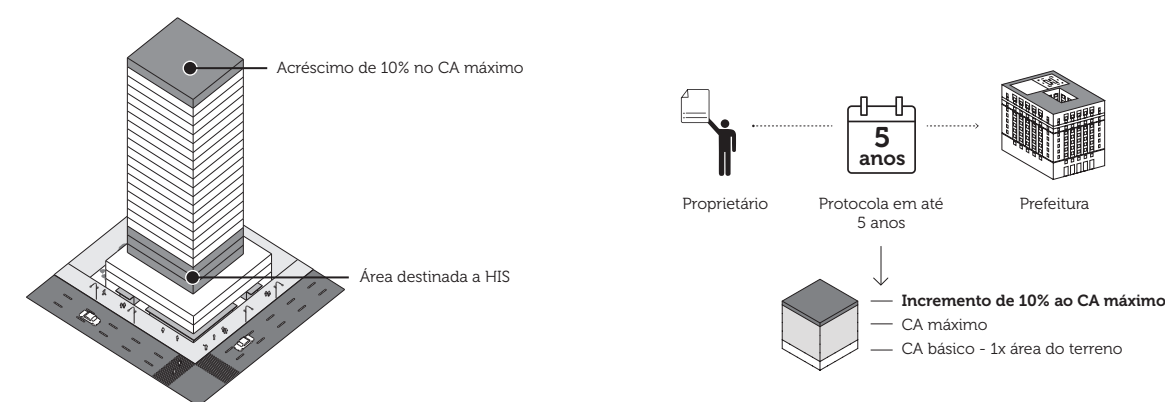 Acréscimo de 10% no CA máximo
Área destinada a HIS
5
anos
Proprietário
Protocola em até
5 anos
Prefeitura
Incremento de 10% ao CA máximo
CA máximo
CA básico - 1x área do terreno